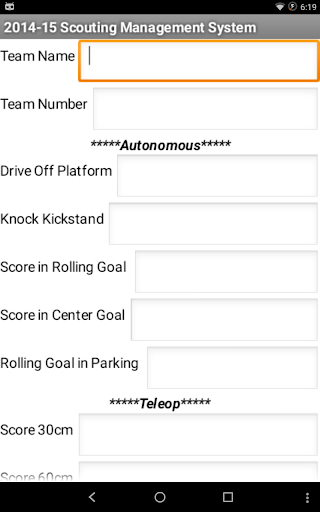 6:19
2014-15 Scouting Management System
Team Name
Team Number
*****Autonomous*****
Drive Off Platform
Knock Kickstand
Score in Rolling Goal
Score in Center Goal
Rolling Goal in Parking
*****Teleop*****
Score 30cm
Score 60cm